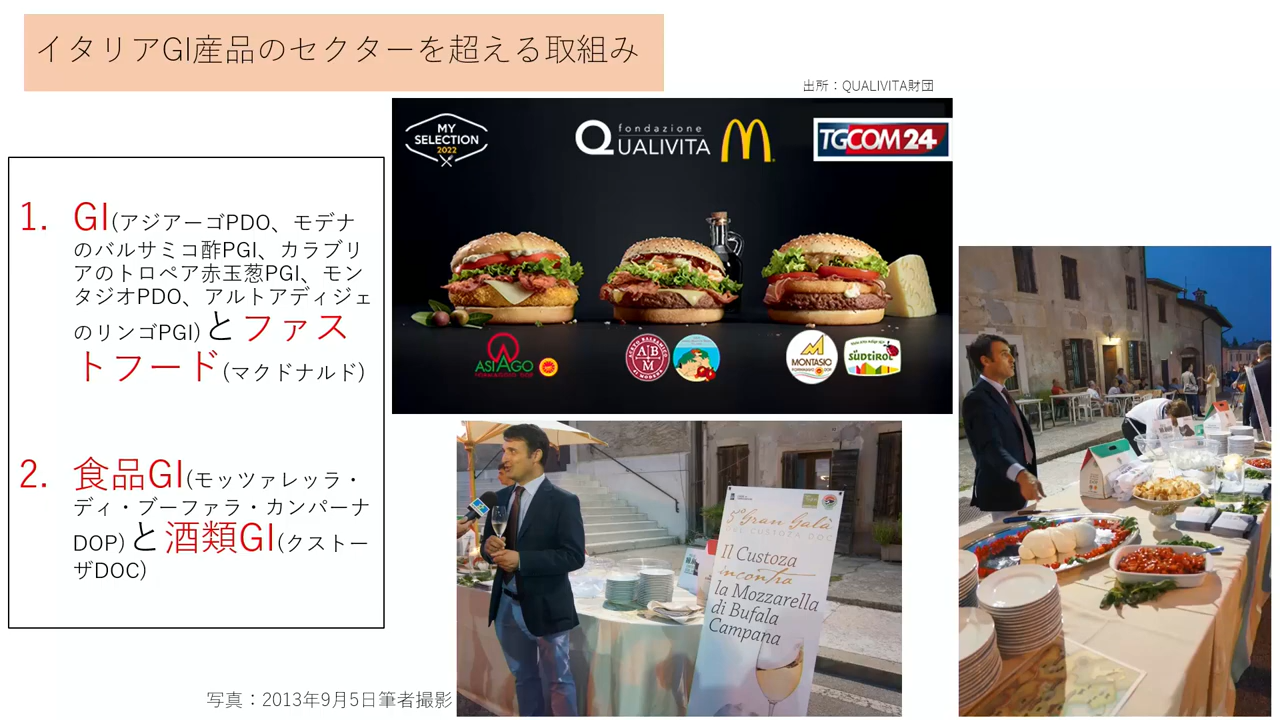 イタリアGI産品のセクターを超える取組み
出所：QUALIVITA財団
1. GI(アジアーゴPDO、モデナ
のバルサミコ酢PGI、カラブリ
アのトロペア赤玉葱PGI、モン
タジオPDO、アルトアディジェ
のリンゴPGI)とファス
トフード(マクドナルド)
2. 食品GI(モッツァレッラ・
ディ・ブーファラ・カンパーナ
DOP)と酒類GI(クストー
ザDOC)
MY
SELECTION
2022
fondazione
QUALIVITA
TGCOM24
ASIAGO
ABM
MONTASIO
SÜDTIROL
5° Gran Galà
DEL CUSTOZA DOC
Il Custoza
incontra
la Mozzarella
di Bufala
Campana
写真：2013年9月5日筆者撮影